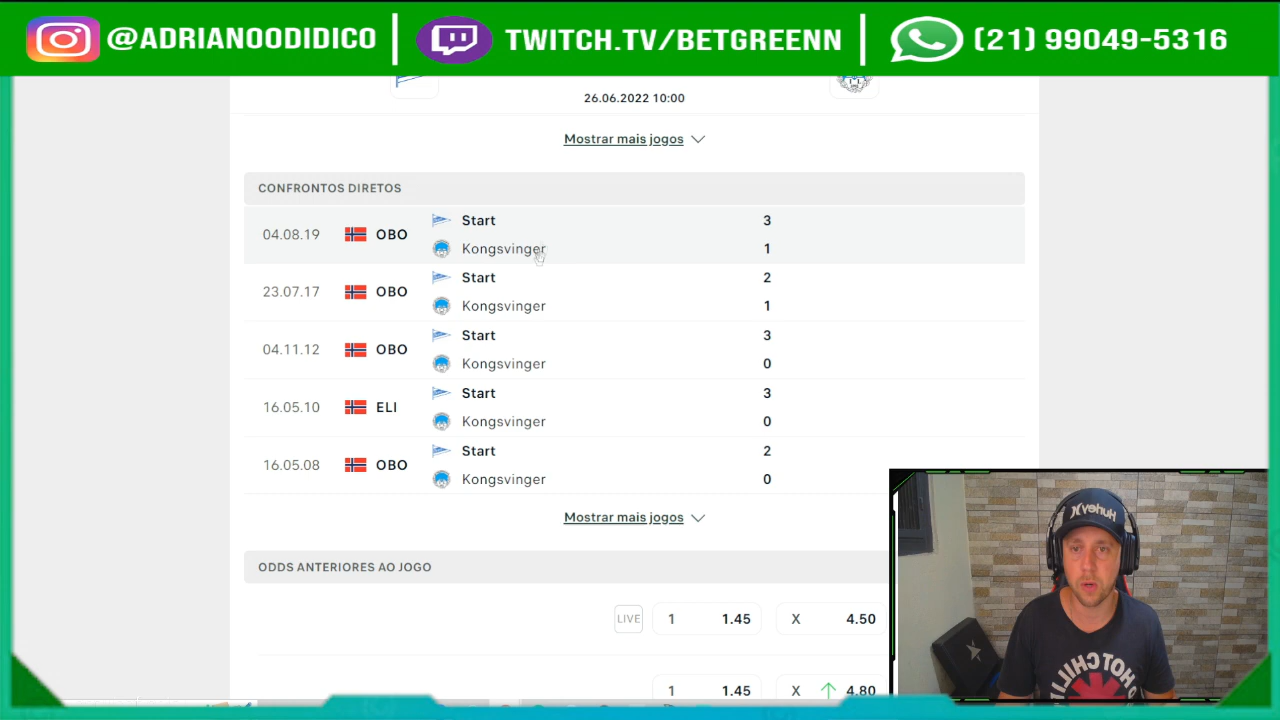 @ADRIANOODIDICO | TWITCH.TV/BETGREENN | (21) 99049-5316
26.06.2022 10:00
Mostrar mais jogos
CONFRONTOS DIRETOS
04.08.19 OBO Start 3
Kongsvinger 1
23.07.17 OBO Start 2
Kongsvinger 1
04.11.12 OBO Start 3
Kongsvinger 0
16.05.10 ELI Start 3
Kongsvinger 0
16.05.08 OBO Start 2
Kongsvinger 0
Mostrar mais jogos
ODDS ANTERIORES AO JOGO
LIVE 1 1.45 X 4.50
1 1.45 X 4.80
Hurley
HOT CHILI